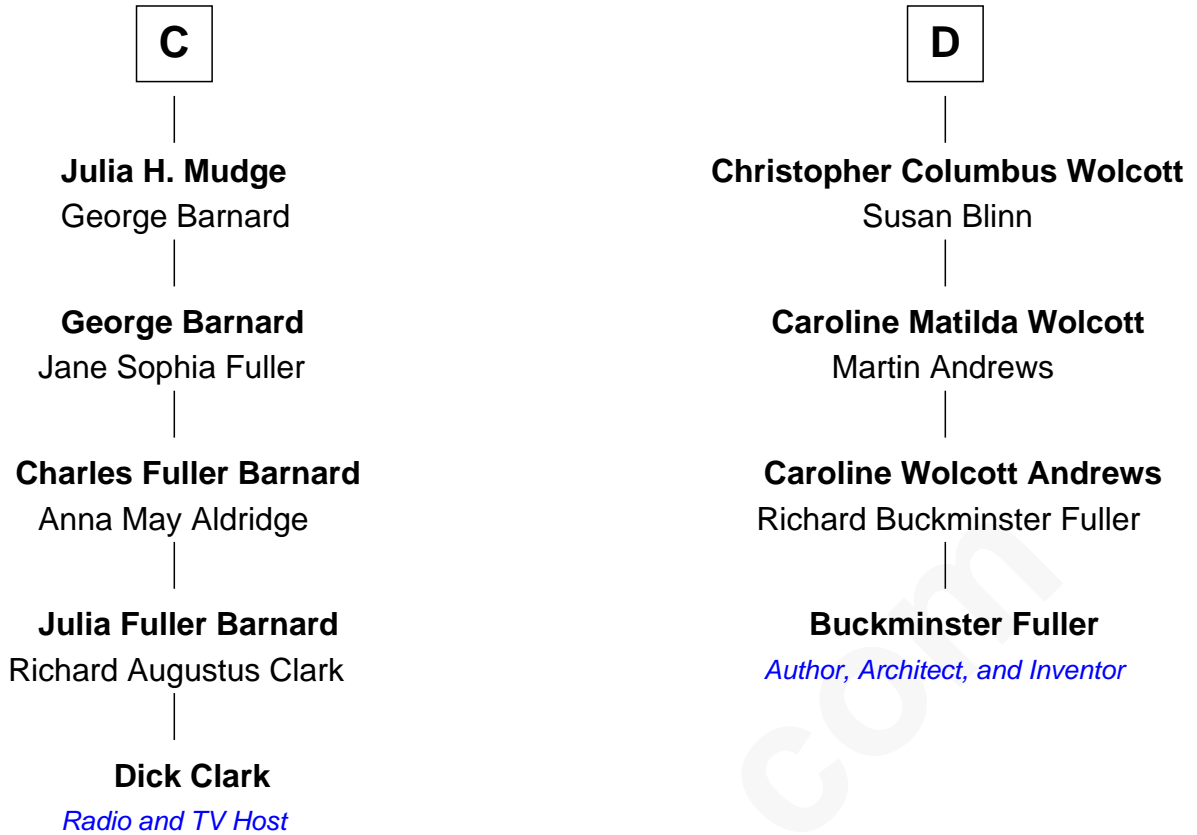 C
Julia H. Mudge
George Barnard
George Barnard
Jane Sophia Fuller
Charles Fuller Barnard
Anna May Aldridge
Julia Fuller Barnard
Richard Augustus Clark
Dick Clark
Radio and TV Host
D
Christopher Columbus Wolcott
Susan Blinn
Caroline Matilda Wolcott
Martin Andrews
Caroline Wolcott Andrews
Richard Buckminster Fuller
Buckminster Fuller
Author, Architect, and Inventor
com